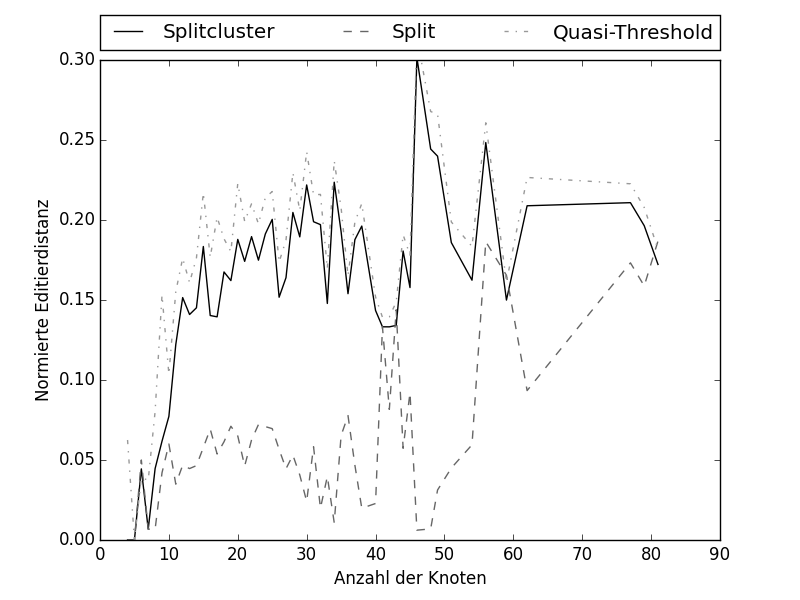 Splitcluster Split Quasi-Threshold
0.30
0.25
0.20
0.15
0.10
0.05
0.00
Normierte Editierdistanz
0 10 20 30 40 50 60 70 80 90
Anzahl der Knoten